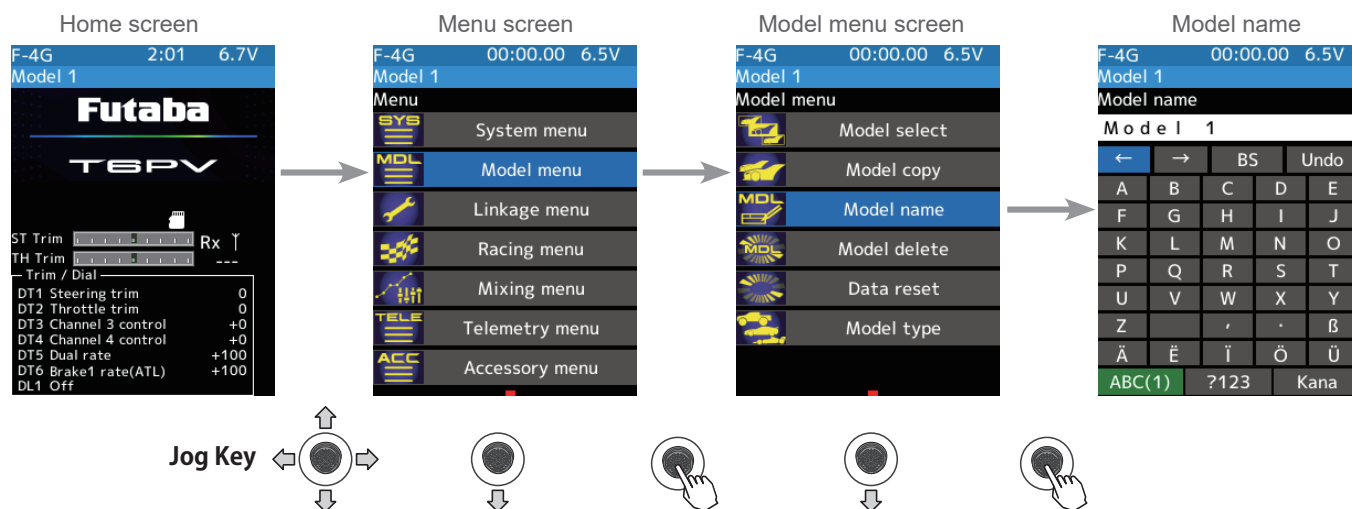 Home screen
F-4G 2:01 6.7V
Model 1
Futaba
T6PV
ST Trim Rx
TH Trim ---
Trim / Dial
DT1 Steering trim 0
DT2 Throttle trim 0
DT3 Channel 3 control +0
DT4 Channel 4 control +0
DT5 Dual rate +100
DT6 Brake1 rate(ATL) +100
DL1 Off
Menu screen
F-4G 00:00.00 6.5V
Model 1
Menu
SYS System menu
MDL Model menu
Linkage menu
Racing menu
Mixing menu
TELE Telemetry menu
ACC Accessory menu
Model menu screen
F-4G 00:00.00 6.5V
Model 1
Model menu
Model select
Model copy
MDL Model name
MDL Model delete
Data reset
Model type
Model name
F-4G 00:00.00 6.5V
Model 1
Model name
Model 1
← → BS Undo
A B C D E
F G H I J
K L M N O
P Q R S T
U V W X Y
Z ′ · ß
Ä Ë Ï Ö Ü
ABC(1) ?123 Kana
Jog Key